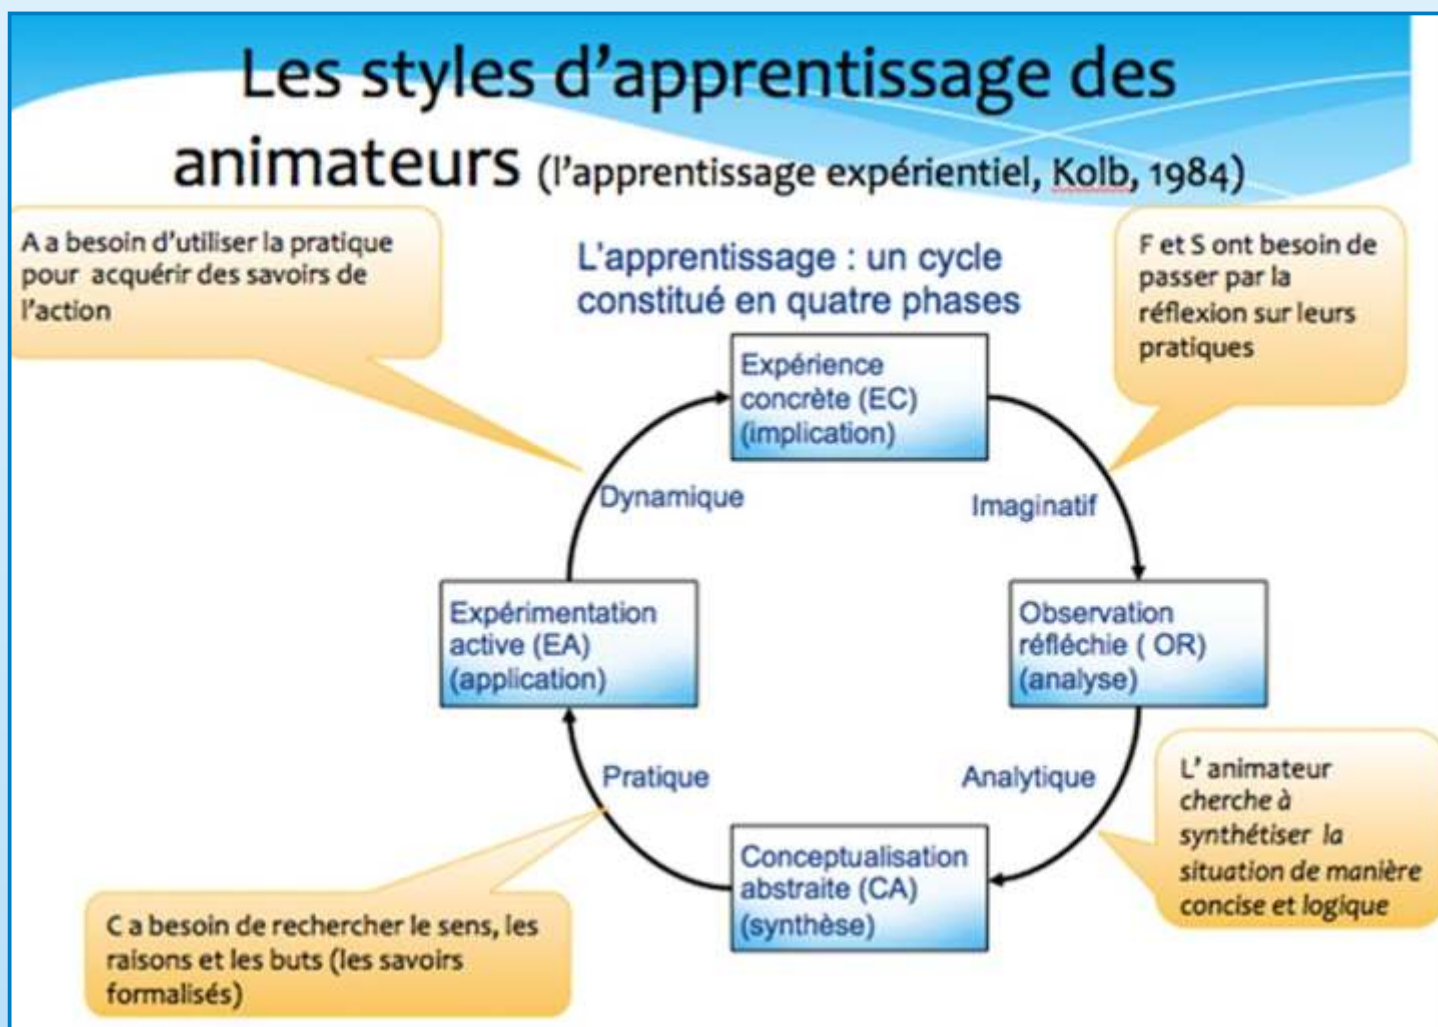 Les styles d'apprentissage des
animateurs (l'apprentissage expérientiel, Kolb, 1984)
A a besoin d'utiliser la pratique
pour acquérir des savoirs de
l'action
L'apprentissage : un cycle
constitué en quatre phases
F et S ont besoin de
passer par la
réflexion sur leurs
pratiques
Expérience
concrète (EC)
(implication)
Dynamique
Imaginatif
Expérimentation
active (EA)
(application)
Observation
réfléchie ( OR)
(analyse)
Pratique
Analytique
L' animateur
cherche à
synthétiser la
situation de manière
concise et logique
Conceptualisation
abstraite (CA)
(synthèse)
C a besoin de rechercher le sens, les
raisons et les buts (les savoirs
formalisés)